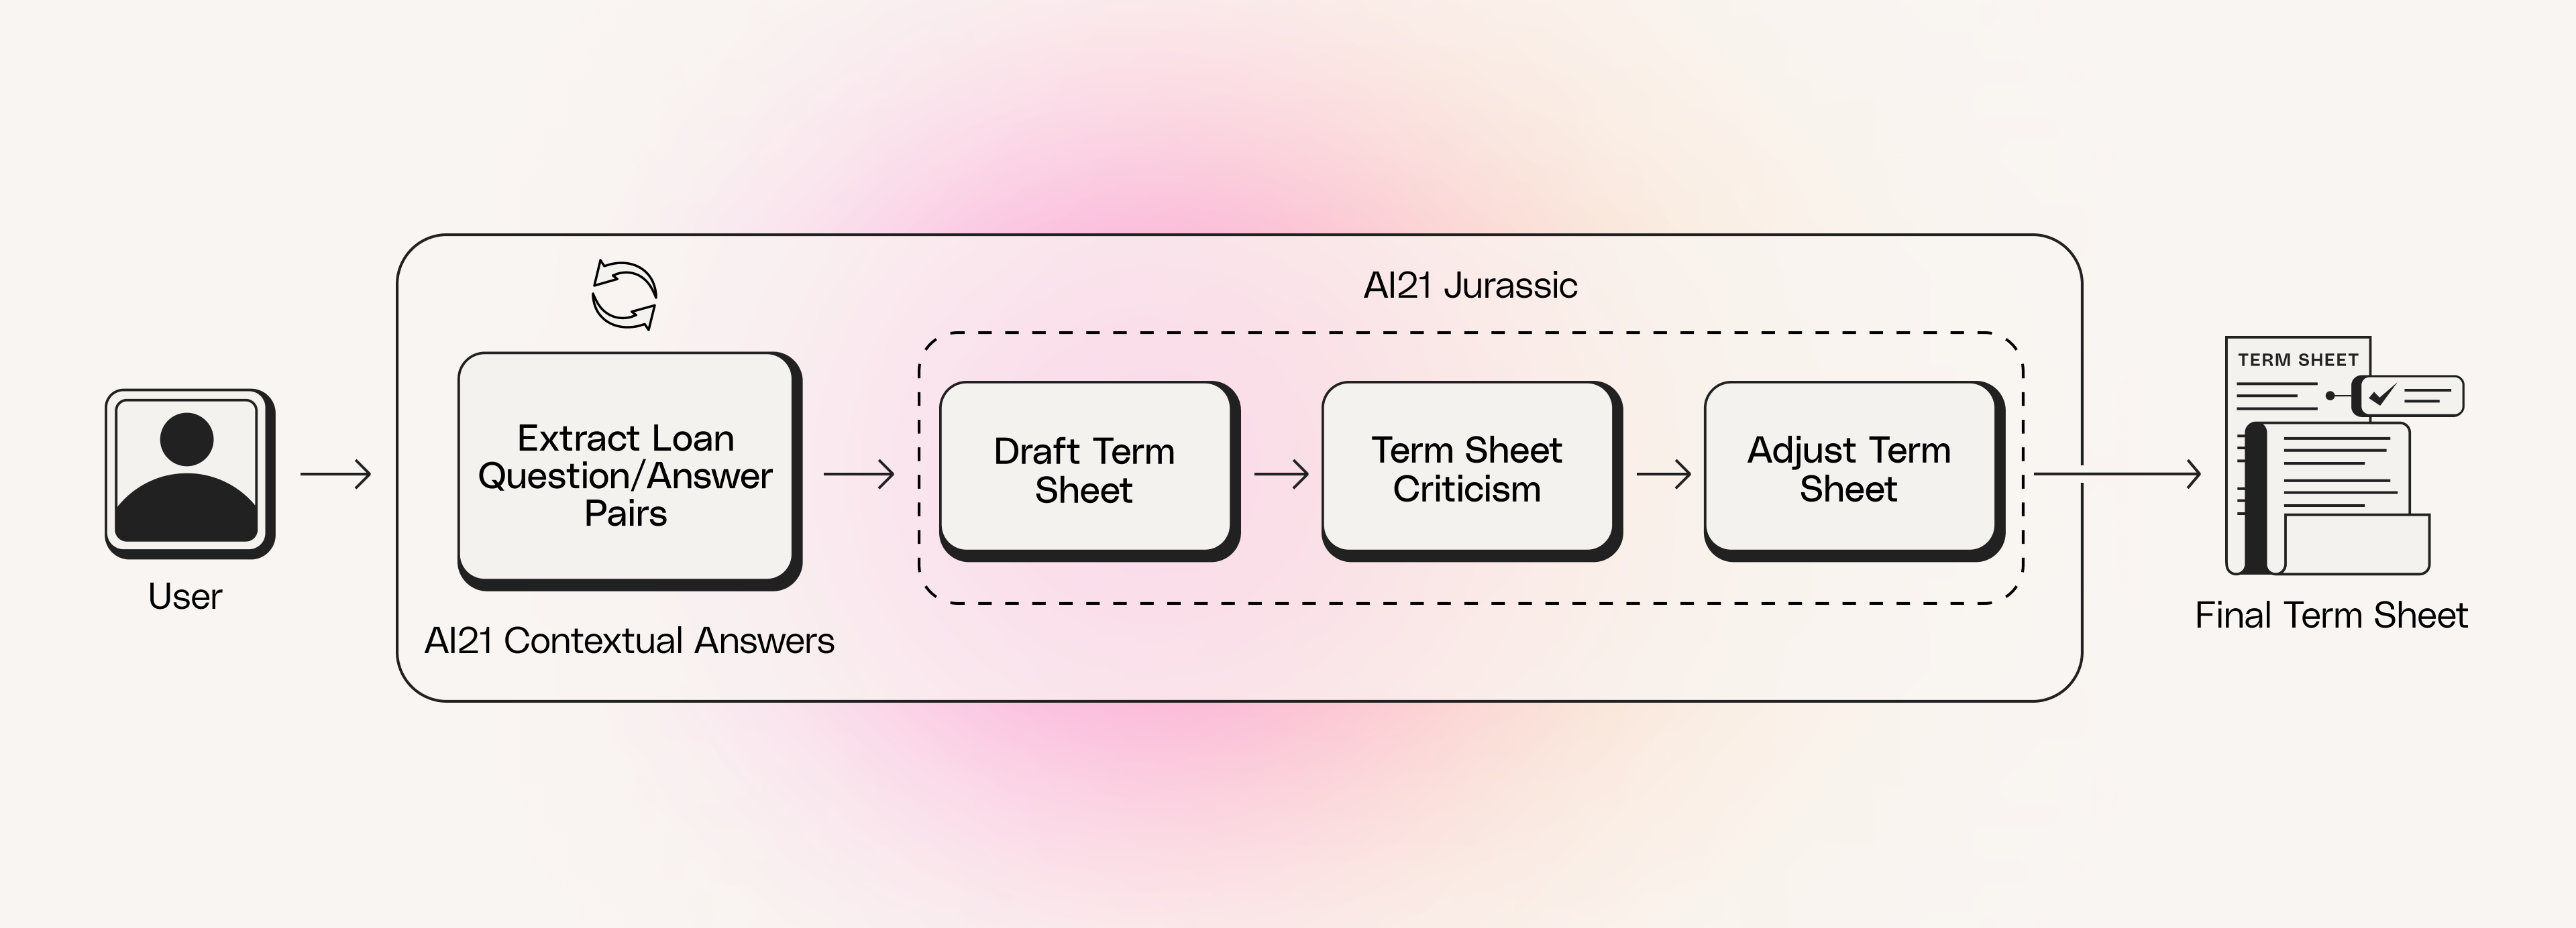 User
Extract Loan
Question/Answer
Pairs
AI21 Contextual Answers
AI21 Jurassic
Draft Term
Sheet
Term Sheet
Criticism
Adjust Term
Sheet
TERM SHEET
Final Term Sheet